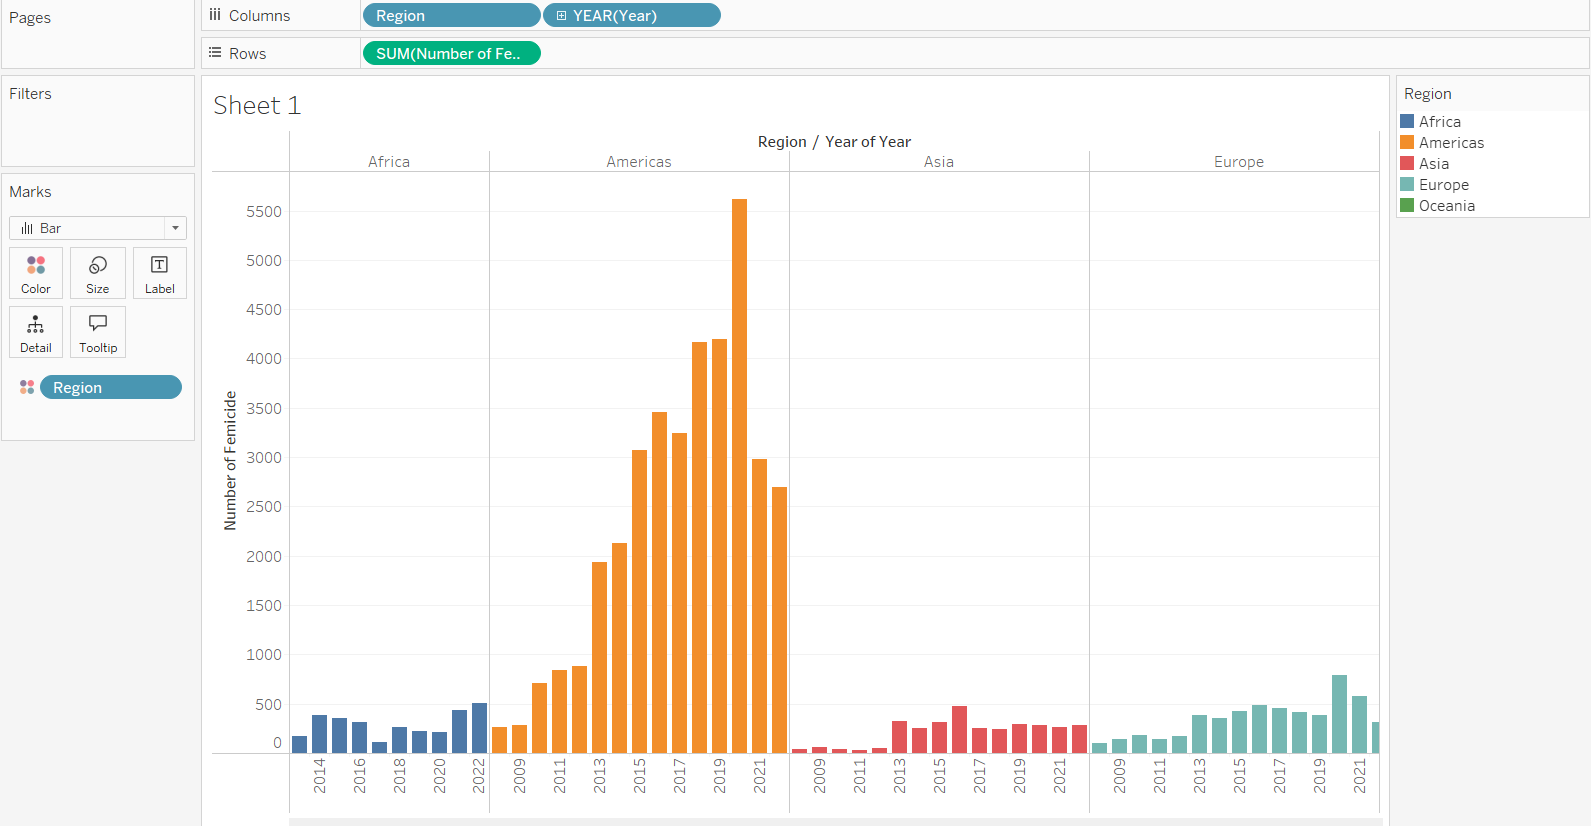 Pages
Columns
Region
YEAR(Year)
Rows
SUM(Number of Fe..
Filters
Marks
Bar
Color
Size
Label
Detail
Tooltip
Region
Sheet 1
Region / Year of Year
Africa
Americas
Asia
Europe
Number of Femicide
5500
5000
4500
4000
3500
3000
2500
2000
1500
1000
500
0
2014
2016
2018
2020
2022
2009
2011
2013
2015
2017
2019
2021
2009
2011
2013
2015
2017
2019
2021
2009
2011
2013
2015
2017
2019
2021
Region
Africa
Americas
Asia
Europe
Oceania